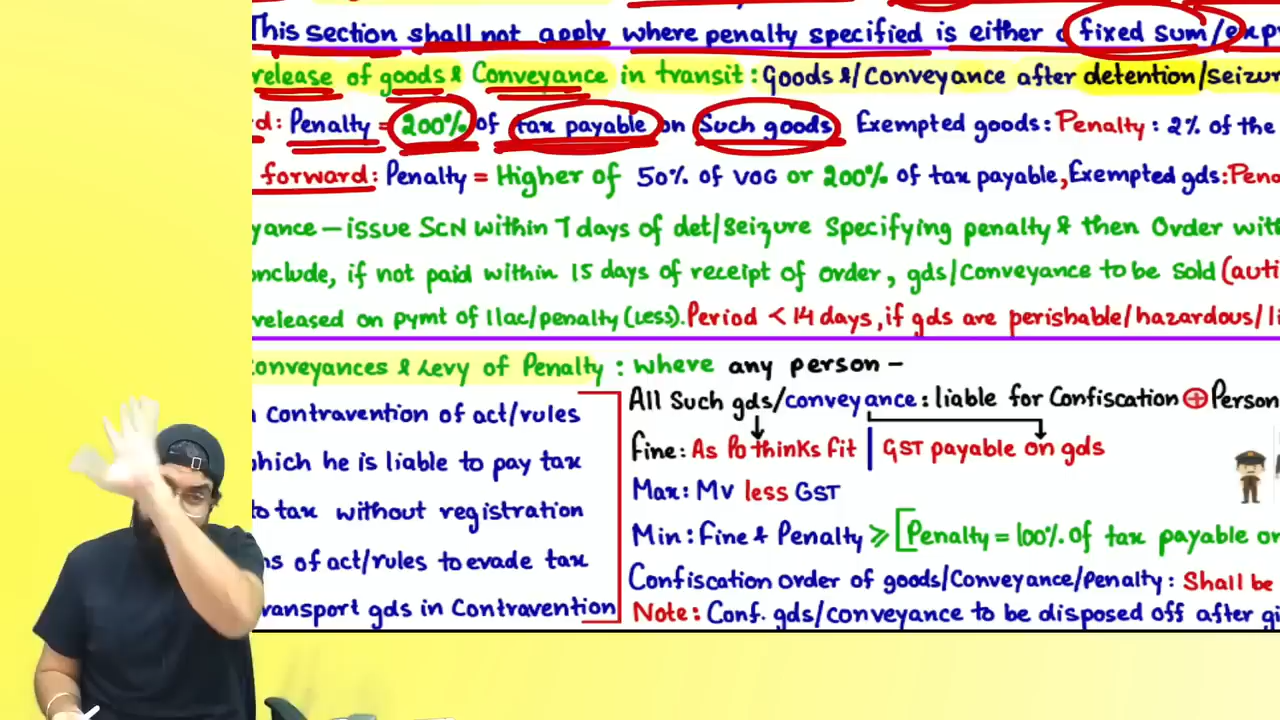 This section shall not apply where penalty specified is either a fixed sum/exp
release of goods & Conveyance in transit: Goods &/Conveyance after detention/seizur
d: Penalty = 200% of tax payable on Such goods Exempted goods: Penalty: 2% of the
forward: Penalty = Higher of 50% of VOG or 200% of tax payable, Exempted gds: Pena
yance – issue SCN within 7 days of det/Seizure Specifying penalty & then Order with
onclude, if not paid within 15 days of receipt of order, gds/Conveyance to be Sold (auti
released on pymt of 1lac/penalty (Less). Period < 14 days, if gds are perishable/hazardous/li
onveyances & Levy of Penalty: where any person –
contravention of act/rules
which he is liable to pay tax
to tax without registration
ns of act/rules to evade tax
ransport gds in Contravention
All Such gds/conveyance: liable for Confiscation + Person
Fine: As Po thinks fit | GST payable on gds
Max: MV less GST
Min: Fine & Penalty ≥ [Penalty = 100% of tax payable on
Confiscation order of goods/Conveyance/Penalty: Shall be
Note: Conf. gds/conveyance to be disposed off after gi